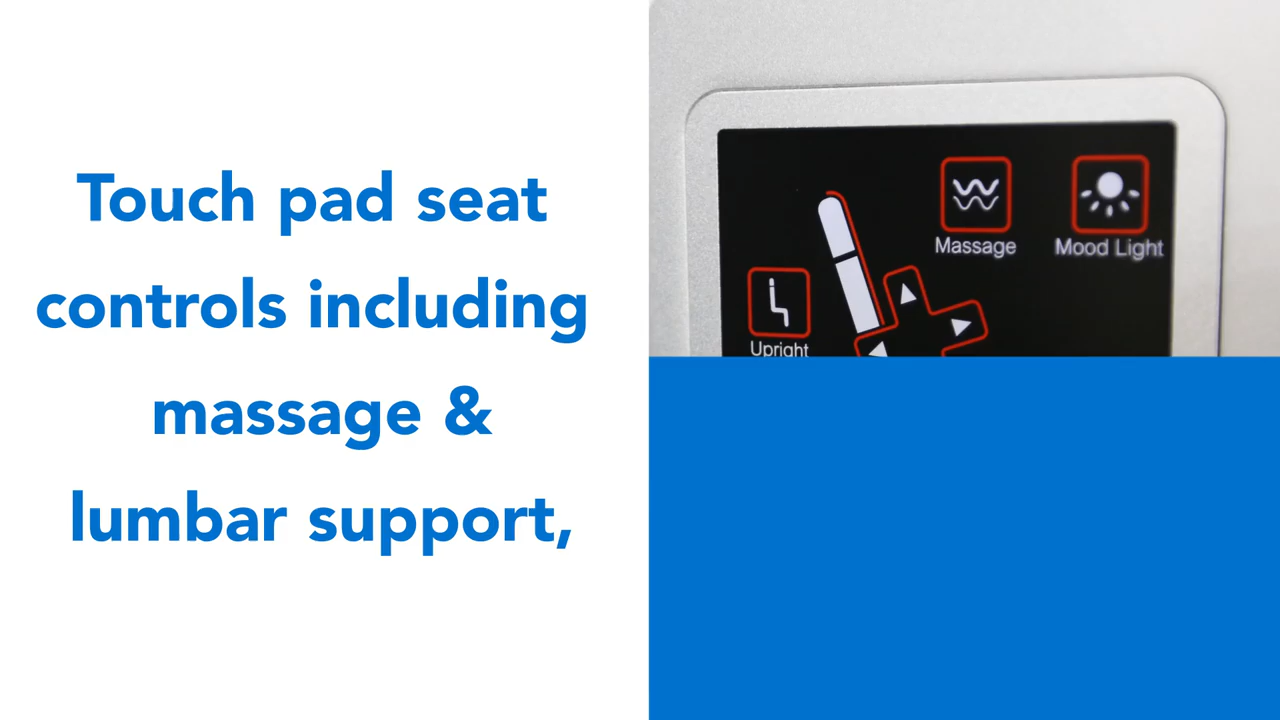 Touch pad seat
controls including
massage &
lumbar support,
Massage
Mood Light
Upright